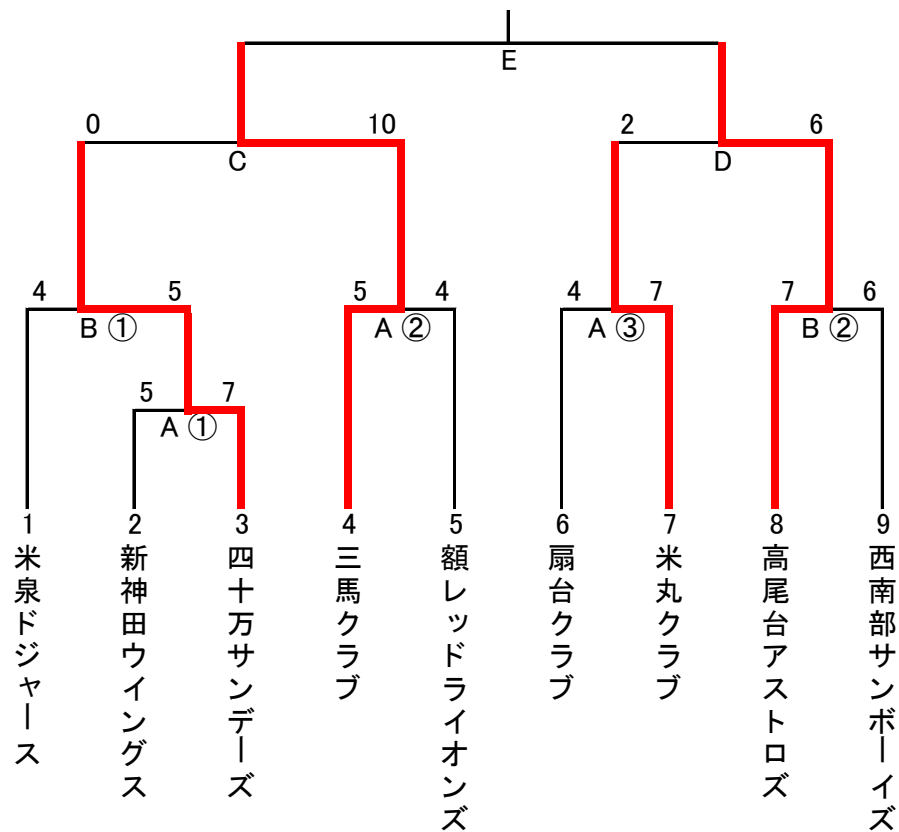 E
0 10 2 6
C D
4 5 5 4 4 7 7 6
B ① A ② A ③ B ②
5 7
A ①
1 2 3 4 5 6 7 8 9
米泉ドジャース
新神田ウイングス
四十万サンデーズ
三馬クラブ
額レッドライオンズ
扇台クラブ
米丸クラブ
高尾台アストロズ
西南部サンボーイズ